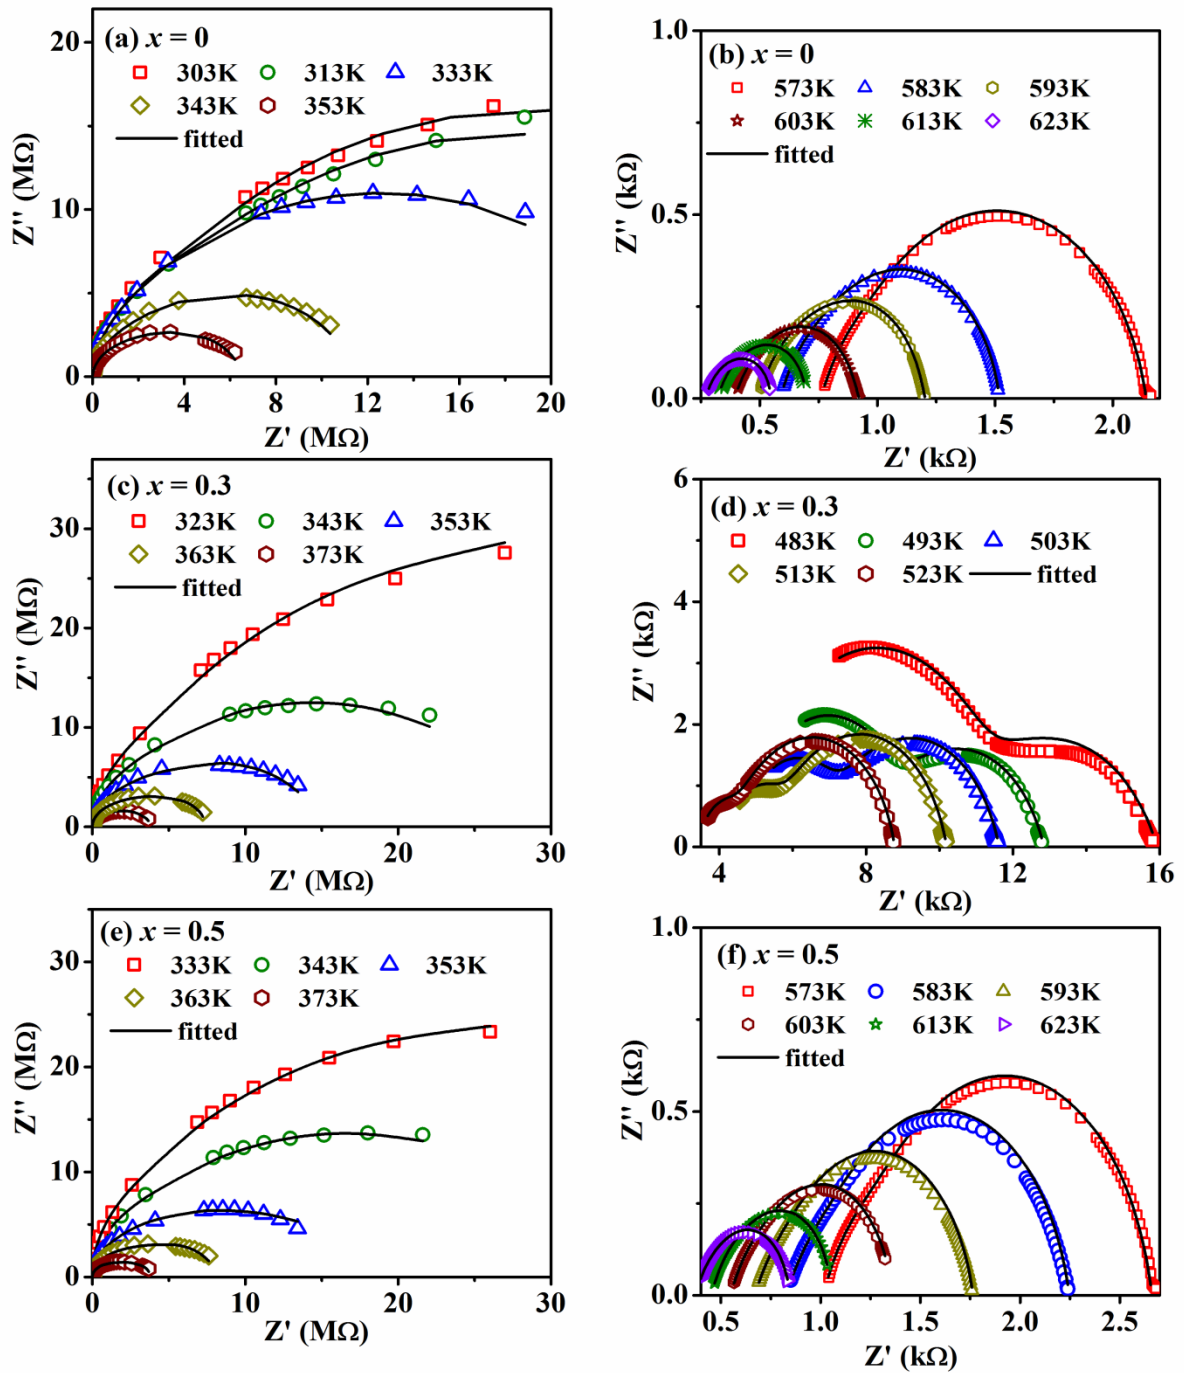 (a) x = 0
303K 313K 333K
343K 353K
fitted
Z'' (MΩ)
0 10 20
0 4 8 12 16 20
Z' (MΩ)
(b) x = 0
573K 583K 593K
603K 613K 623K
fitted
Z'' (kΩ)
0.0 0.5 1.0
0.5 1.0 1.5 2.0
Z' (kΩ)
(c) x = 0.3
323K 343K 353K
363K 373K
fitted
Z'' (MΩ)
0 10 20 30
0 10 20 30
Z' (MΩ)
(d) x = 0.3
483K 493K 503K
513K 523K fitted
Z'' (kΩ)
0 2 4 6
4 8 12 16
Z' (kΩ)
(e) x = 0.5
333K 343K 353K
363K 373K
fitted
Z'' (MΩ)
0 10 20 30
0 10 20 30
Z' (MΩ)
(f) x = 0.5
573K 583K 593K
603K 613K 623K
fitted
Z'' (kΩ)
0.0 0.5 1.0
0.5 1.0 1.5 2.0 2.5
Z' (kΩ)